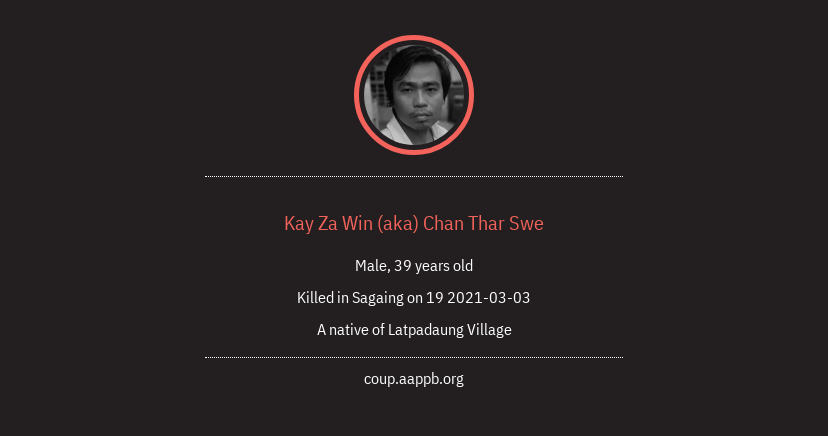 Kay Za Win (aka) Chan Thar Swe
Male, 39 years old
Killed in Sagaing on 19 2021-03-03
A native of Latpadaung Village
coup.aappb.org